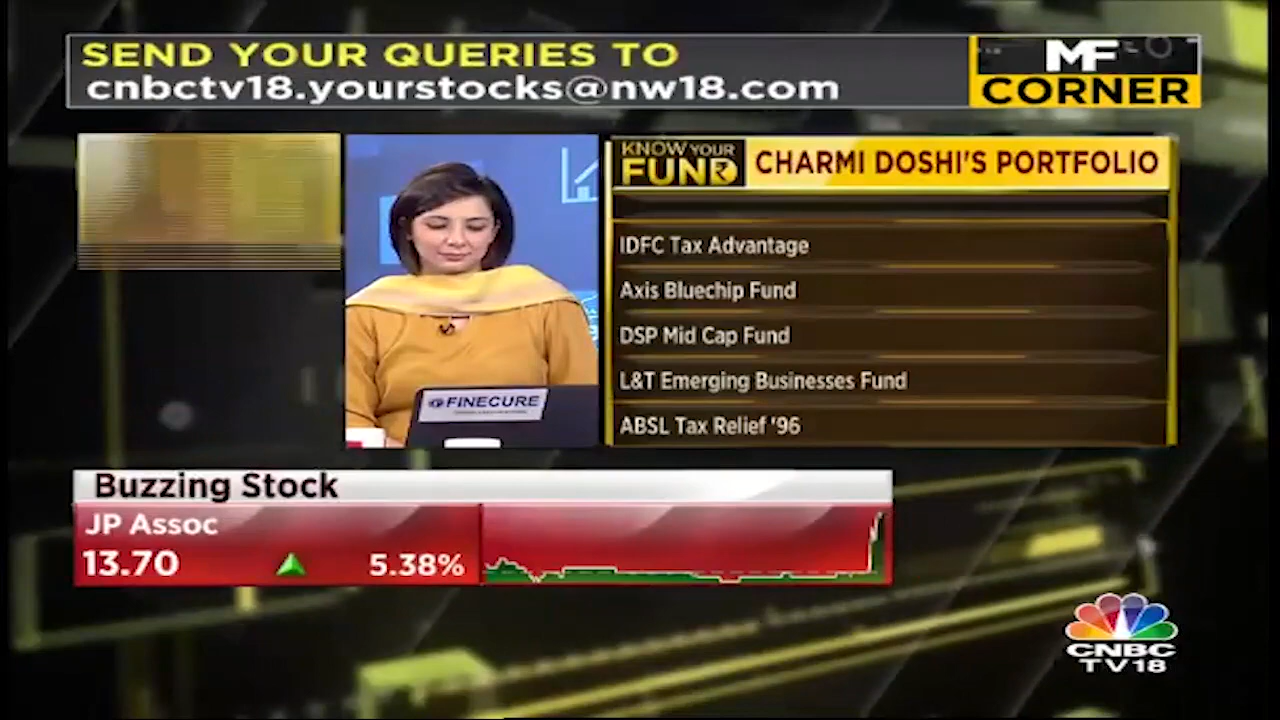 SEND YOUR QUERIES TO
cnbctv18.yourstocks@nw18.com
MF
CORNER
KNOW YOUR
FUND
CHARMI DOSHI'S PORTFOLIO
IDFC Tax Advantage
Axis Bluechip Fund
DSP Mid Cap Fund
L&T Emerging Businesses Fund
ABSL Tax Relief '96
FINECURE
Buzzing Stock
JP Assoc
13.70 5.38%
CNBC
TV18